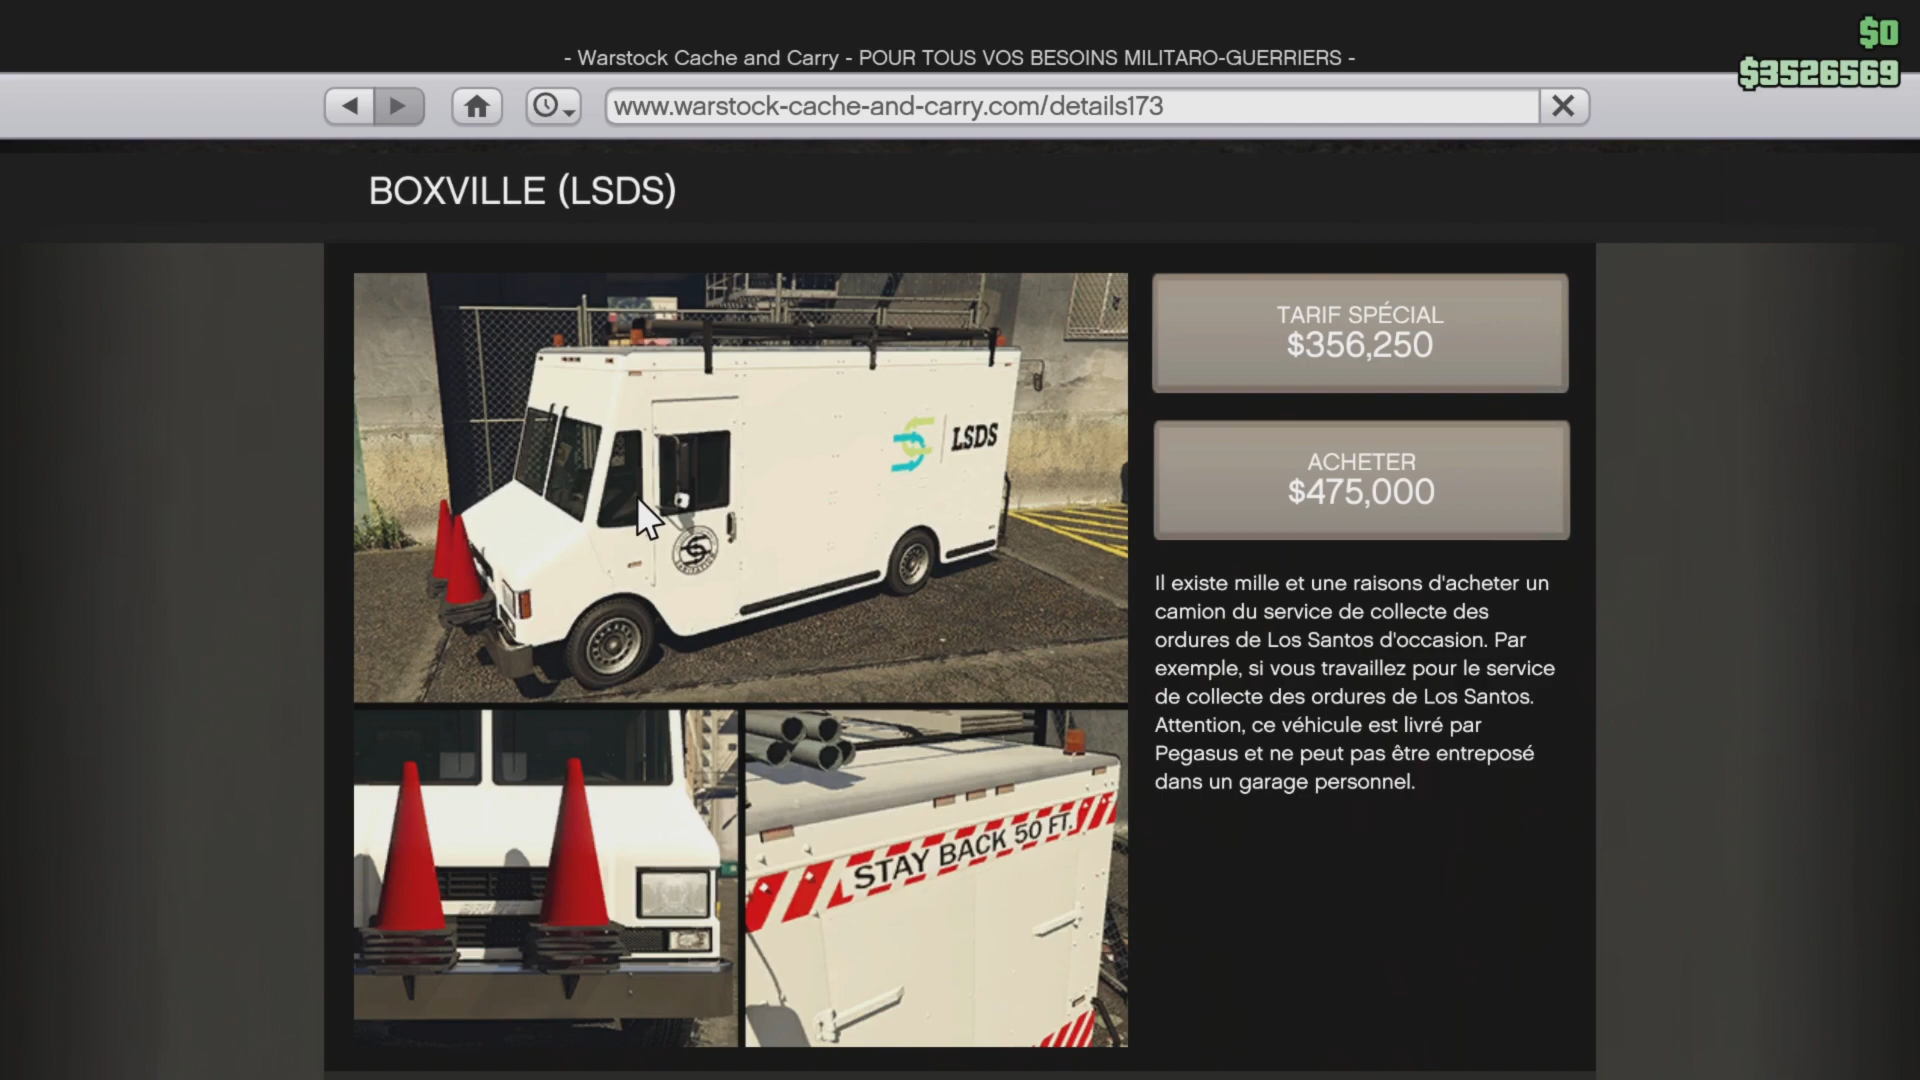 $0
- Warstock Cache and Carry - POUR TOUS VOS BESOINS MILITARO-GUERRIERS -
$3526569
www.warstock-cache-and-carry.com/details173
BOXVILLE (LSDS)
LSDS
TARIF SPÉCIAL
$356,250
ACHETER
$475,000
Il existe mille et une raisons d'acheter un
camion du service de collecte des
ordures de Los Santos d'occasion. Par
exemple, si vous travaillez pour le service
de collecte des ordures de Los Santos.
Attention, ce véhicule est livré par
Pegasus et ne peut pas être entreposé
dans un garage personnel.
STAY BACK 50 FT.